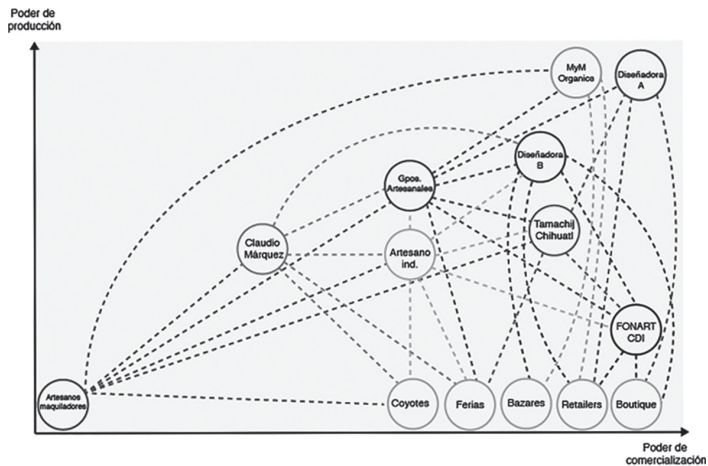 Poder de
producción
MyM
Organics
Diseñadora
A
Diseñadora
B
Gpos.
Artesanales
Tamachij
Chihuatl
Claudio
Márquez
Artesano
ind.
FONART
CDI
Artesanos
maquiladores
Coyotes
Ferias
Bazares
Retailers
Boutique
Poder de
comercialización